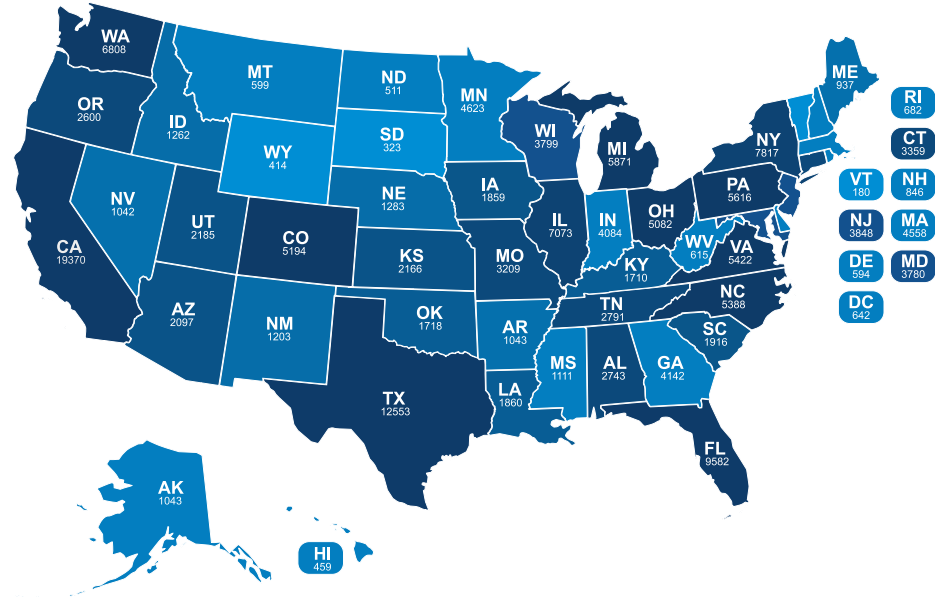 WA
6808
OR
2600
CA
19370
NV
1042
ID
1262
MT
599
WY
414
UT
2185
CO
5194
AZ
2097
NM
1203
ND
511
SD
323
NE
1283
KS
2166
OK
1718
TX
12553
MN
4623
IA
1859
MO
3209
AR
1043
LA
1860
WI
3799
IL
7073
MI
5871
IN
4084
OH
5082
KY
1710
TN
2791
MS
1111
AL
2743
GA
4142
FL
9582
SC
1916
NC
5388
VA
5422
WV
615
PA
5616
NY
7817
ME
937
RI
682
CT
3359
VT
180
NH
846
NJ
3848
MA
4558
DE
594
MD
3780
DC
642
AK
1043
HI
459